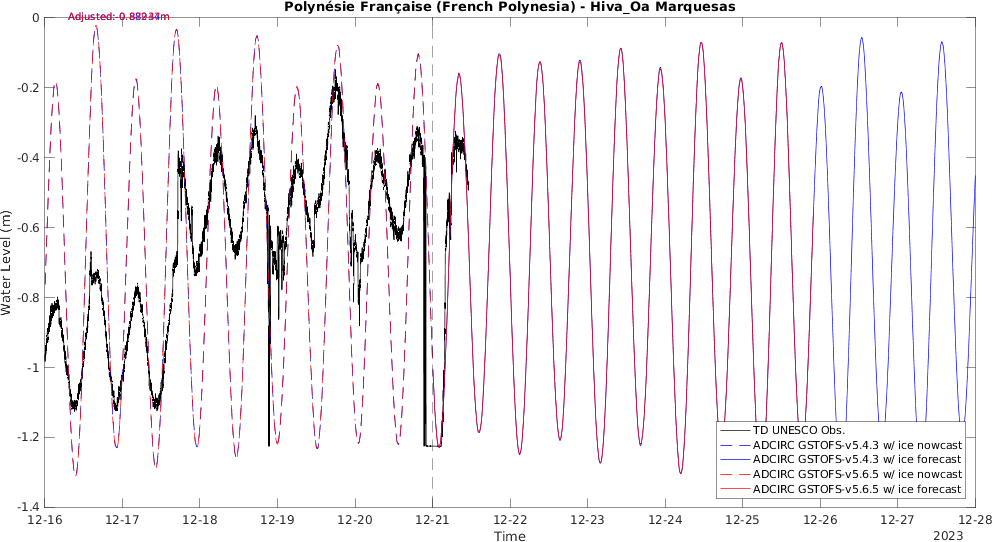 Polynésie Française (French Polynesia) - Hiva_Oa Marquesas
Water Level (m)
0
-0.2
-0.4
-0.6
-0.8
-1
-1.2
-1.4
TD UNESCO Obs.
ADCIRC GSTOFS-v5.4.3 w/ ice nowcast
ADCIRC GSTOFS-v5.4.3 w/ ice forecast
ADCIRC GSTOFS-v5.6.5 w/ ice nowcast
ADCIRC GSTOFS-v5.6.5 w/ ice forecast
12-16 12-17 12-18 12-19 12-20 12-21 12-22 12-23 12-24 12-25 12-26 12-27 12-28
Time
2023
Adjusted: